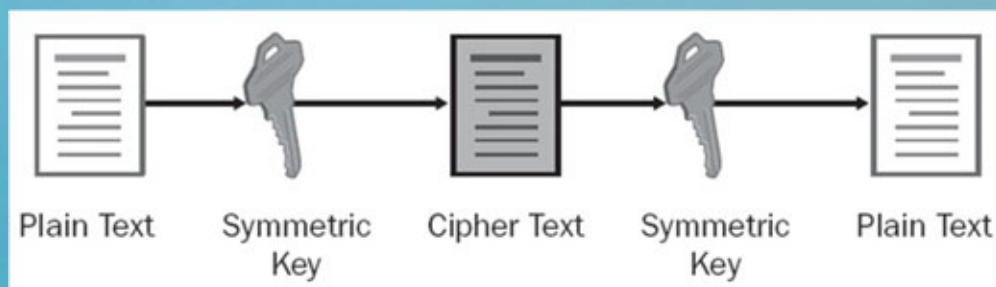 Plain Text
Symmetric
Key
Cipher Text
Symmetric
Key
Plain Text